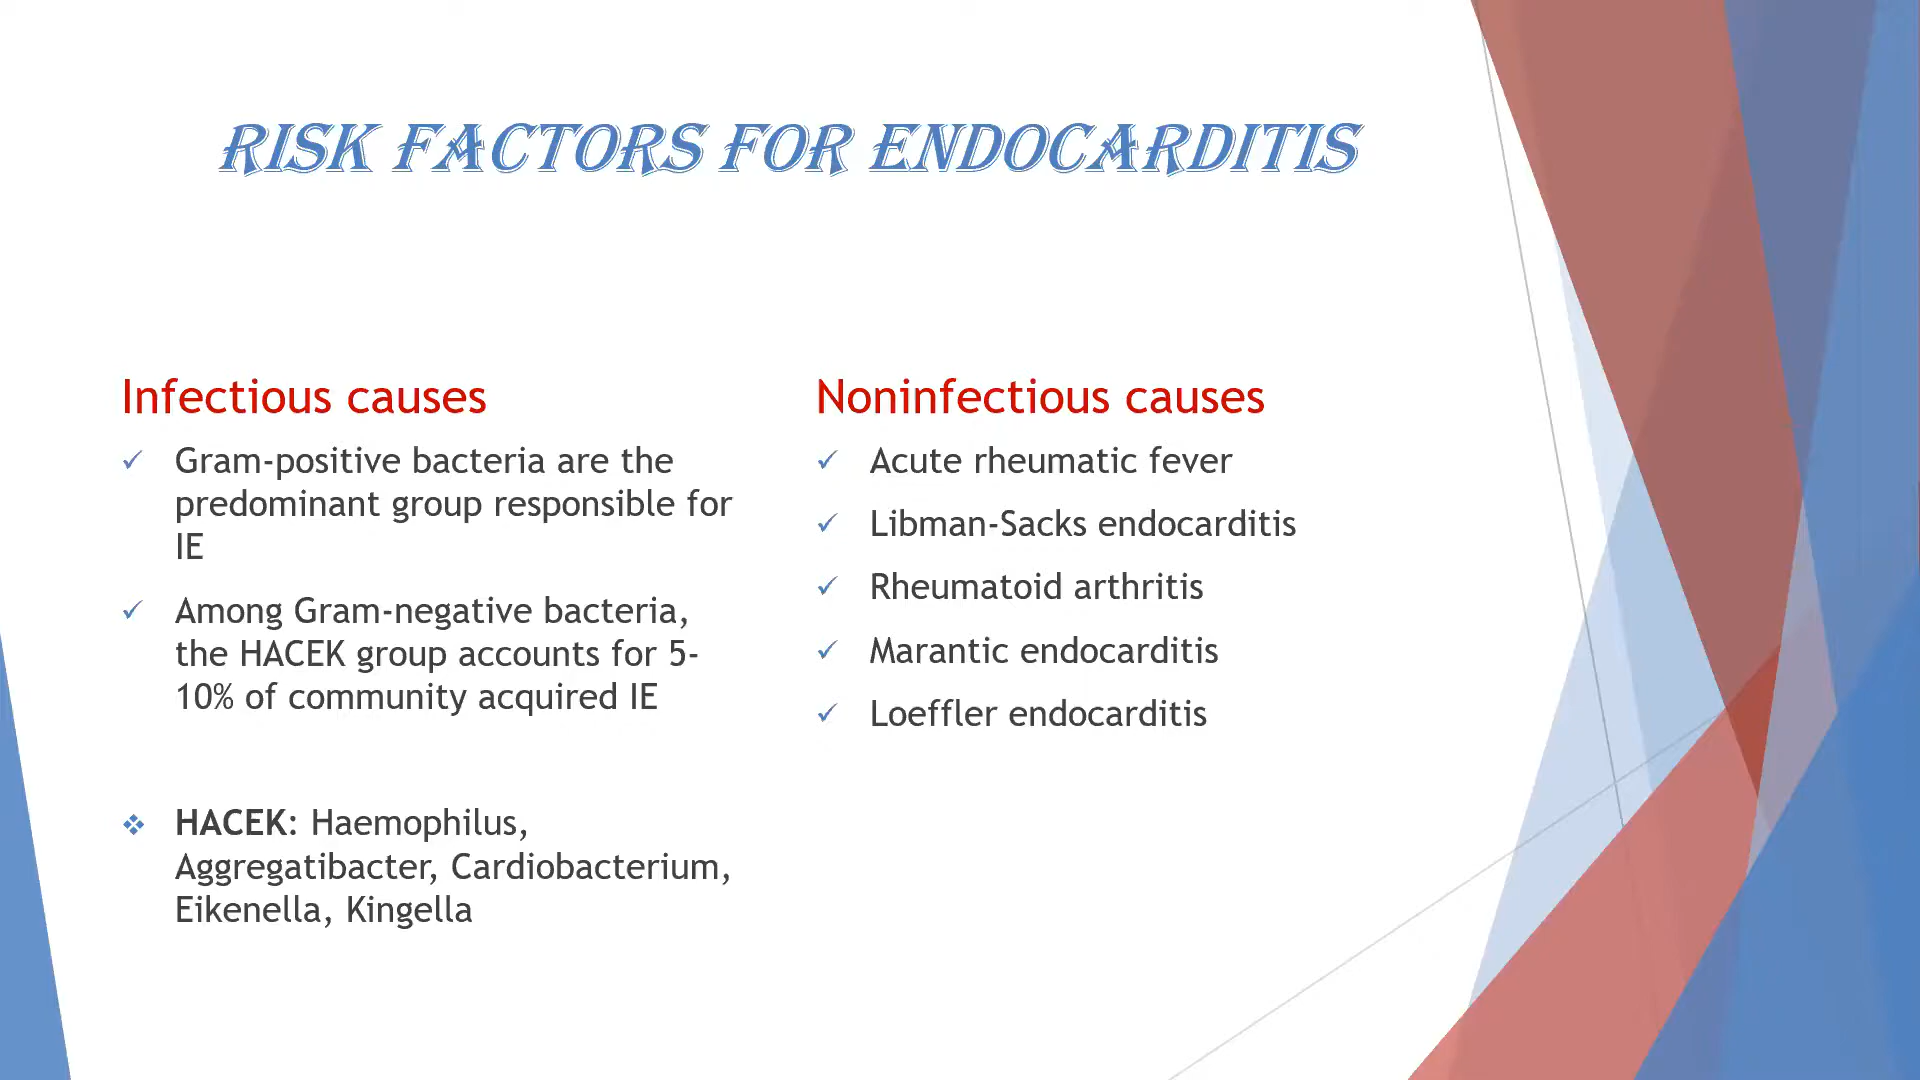 RISK FACTORS FOR ENDOCARDITIS
Infectious causes
✓ Gram-positive bacteria are the
predominant group responsible for
IE
✓ Among Gram-negative bacteria,
the HACEK group accounts for 5-
10% of community acquired IE
❖ HACEK: Haemophilus,
Aggregatibacter, Cardiobacterium,
Eikenella, Kingella
Noninfectious causes
✓ Acute rheumatic fever
✓ Libman-Sacks endocarditis
✓ Rheumatoid arthritis
✓ Marantic endocarditis
✓ Loeffler endocarditis